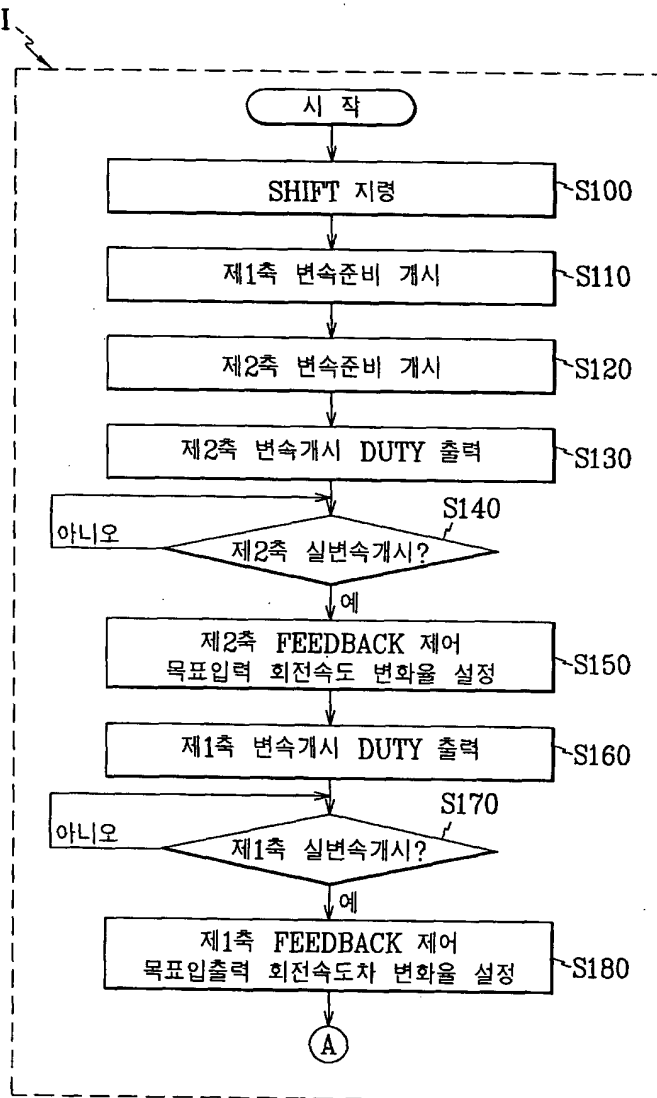 I
시 작
SHIFT 지령
S100
제1축 변속준비 개시
S110
제2축 변속준비 개시
S120
제2축 변속개시 DUTY 출력
S130
S140
아니오
제2축 실변속개시?
예
제2축 FEEDBACK 제어
목표입력 회전속도 변화율 설정
S150
제1축 변속개시 DUTY 출력
S160
S170
아니오
제1축 실변속개시?
예
제1축 FEEDBACK 제어
목표입출력 회전속도차 변화율 설정
S180
A